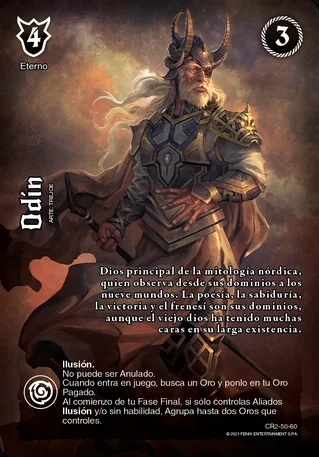 4
3
Eterno
Odín
ARTE: TREJOE
Dios principal de la mitología nórdica,
quien observa desde sus dominios a los
nueve mundos. La poesía, la sabiduría,
la victoria y el frenesí son sus dominios,
aunque el viejo dios ha tenido muchas
caras en su larga existencia.
Ilusión.
No puede ser Anulado.
Cuando entra en juego, busca un Oro y ponlo en tu Oro
Pagado.
Al comienzo de tu Fase Final, si sólo controlas Aliados
Ilusión y/o sin habilidad, Agrupa hasta dos Oros que
controles.
CR2-50-60
© 2021 FENIX ENTERTAINMENT S.P.A.